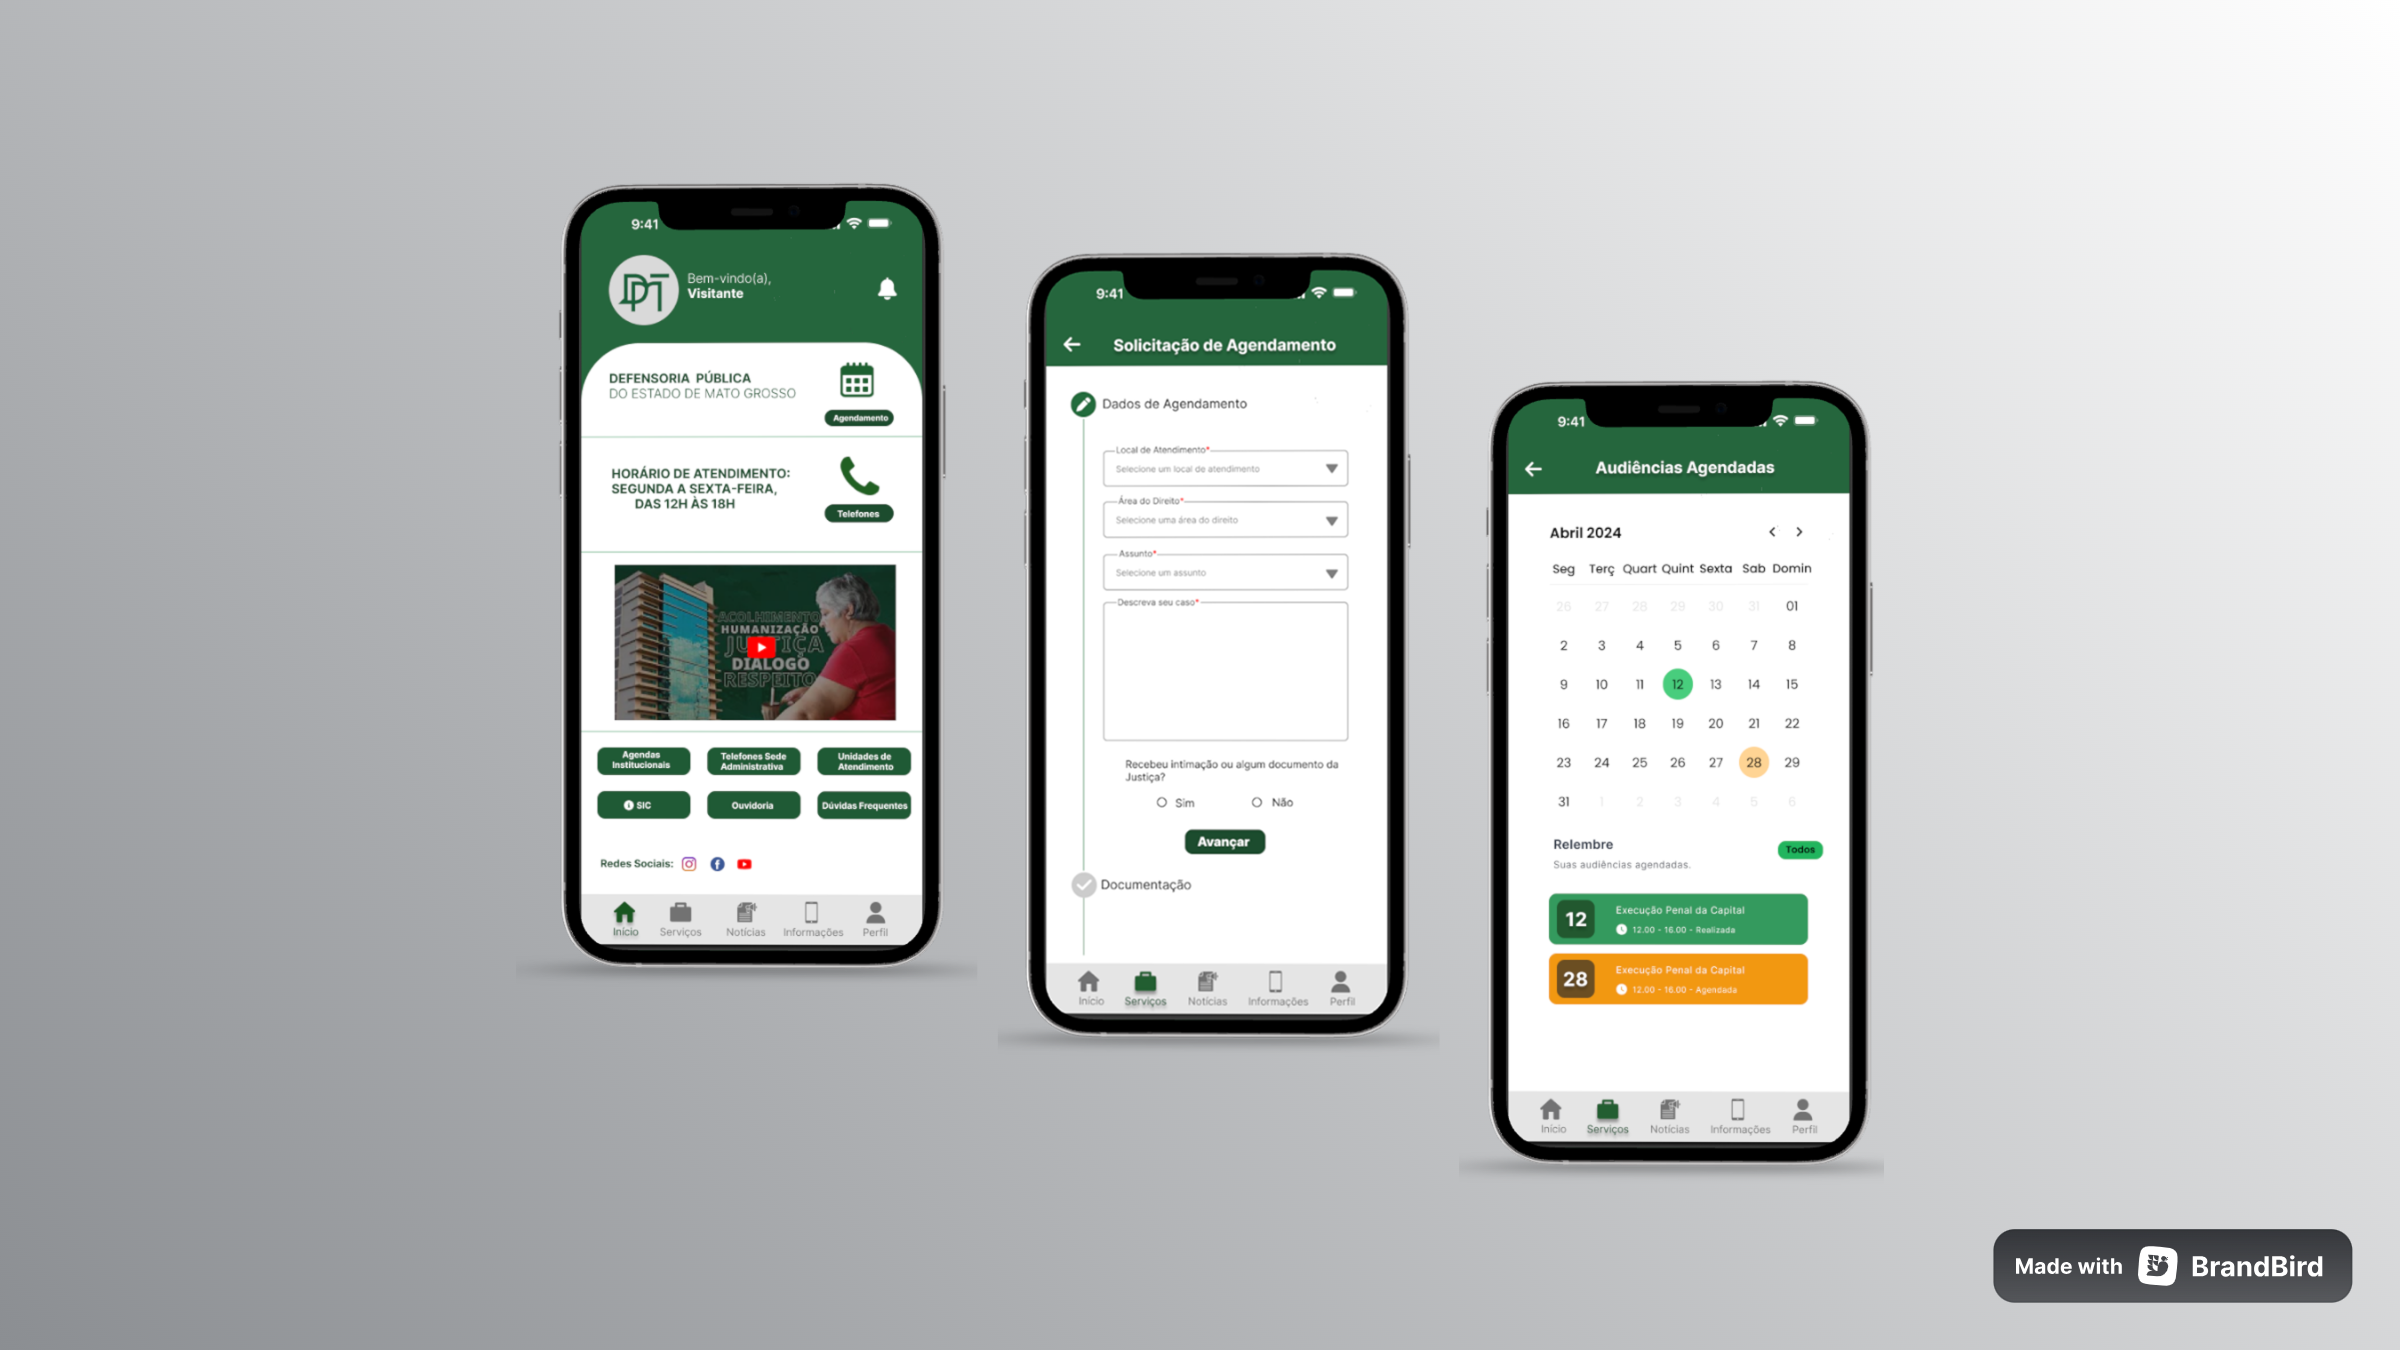 9:41
Bem-vindo(a),
Visitante
DEFENSORIA PÚBLICA
DO ESTADO DE MATO GROSSO
Agendamento
HORÁRIO DE ATENDIMENTO:
SEGUNDA A SEXTA-FEIRA,
DAS 12H ÀS 18H
Telefones
ACOLHIMENTO
HUMANIZAÇÃO
JUSTIÇA
DIALOGO
RESPEITO
Agendas
Institucionais
Telefones Sede
Administrativa
Unidades de
Atendimento
SIC
Ouvidoria
Dúvidas Frequentes
Redes Sociais:
Início Serviços Notícias Informações Perfil
9:41
Solicitação de Agendamento
Dados de Agendamento
Local de Atendimento*
Selecione um local de atendimento
Área do Direito*
Selecione uma área do direito
Assunto*
Selecione um assunto
Descreva seu caso*
Recebeu intimação ou algum documento da
Justiça?
Sim Não
Avançar
Documentação
Início Serviços Notícias Informações Perfil
9:41
Audiências Agendadas
Abril 2024
Seg Terç Quart Quint Sexta Sab Domin
26 27 28 29 30 31 01
2 3 4 5 6 7 8
9 10 11 12 13 14 15
16 17 18 19 20 21 22
23 24 25 26 27 28 29
31 1 2 3 4 5 6
Relembre
Todos
Suas audiências agendadas.
12 Execução Penal da Capital
12.00 - 16.00 - Realizada
28 Execução Penal da Capital
12.00 - 16.00 - Agendada
Início Serviços Notícias Informações Perfil
Made with BrandBird